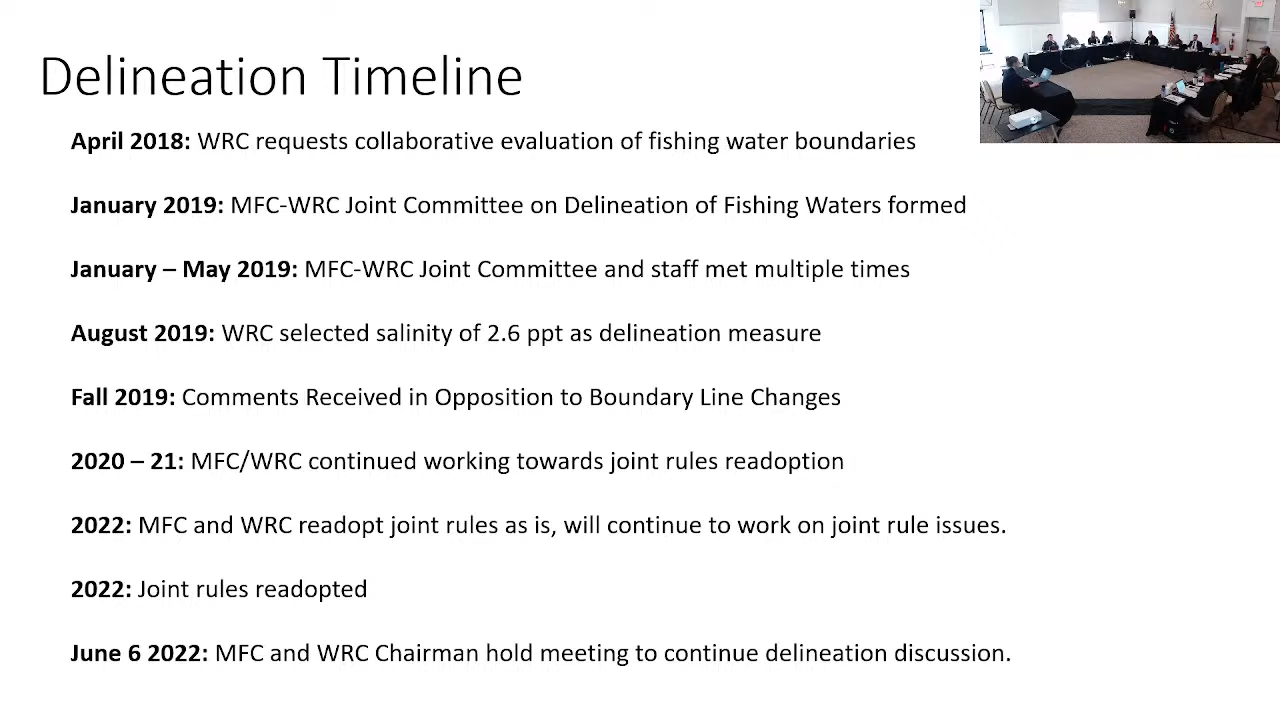 Delineation Timeline
April 2018: WRC requests collaborative evaluation of fishing water boundaries
January 2019: MFC-WRC Joint Committee on Delineation of Fishing Waters formed
January – May 2019: MFC-WRC Joint Committee and staff met multiple times
August 2019: WRC selected salinity of 2.6 ppt as delineation measure
Fall 2019: Comments Received in Opposition to Boundary Line Changes
2020 – 21: MFC/WRC continued working towards joint rules readoption
2022: MFC and WRC readopt joint rules as is, will continue to work on joint rule issues.
2022: Joint rules readopted
June 6 2022: MFC and WRC Chairman hold meeting to continue delineation discussion.